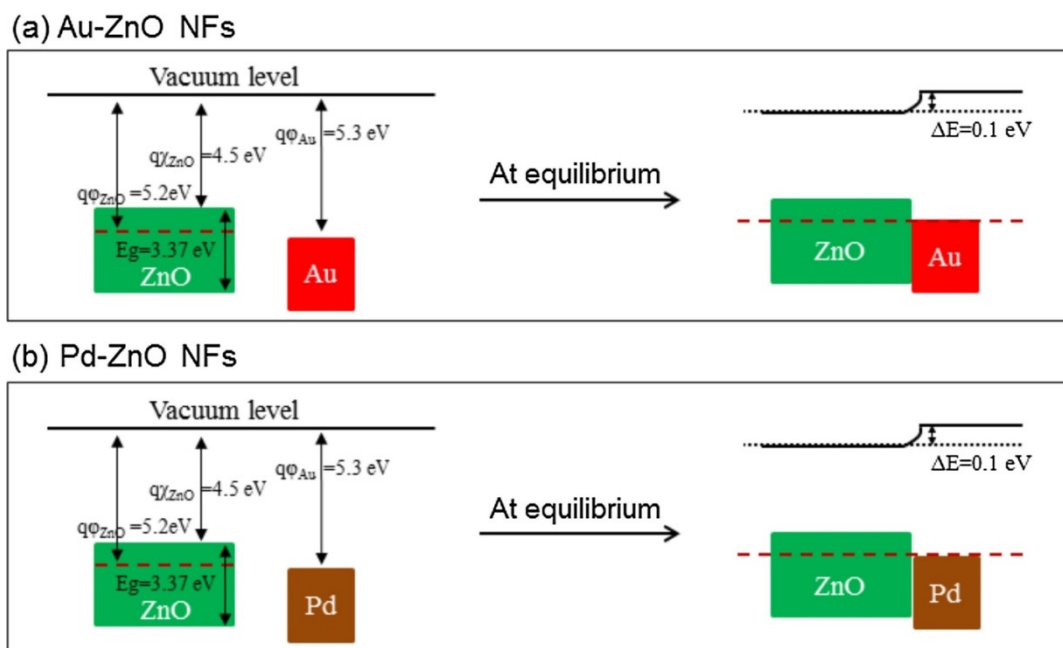 (a) Au-ZnO NFs
Vacuum level
qφAu =5.3 eV
qχZnO =4.5 eV
qφZnO =5.2eV
Eg=3.37 eV
ZnO
Au
At equilibrium
ΔE=0.1 eV
ZnO
Au
(b) Pd-ZnO NFs
Vacuum level
qφAu =5.3 eV
qχZnO =4.5 eV
qφZnO =5.2eV
Eg=3.37 eV
ZnO
Pd
At equilibrium
ΔE=0.1 eV
ZnO
Pd